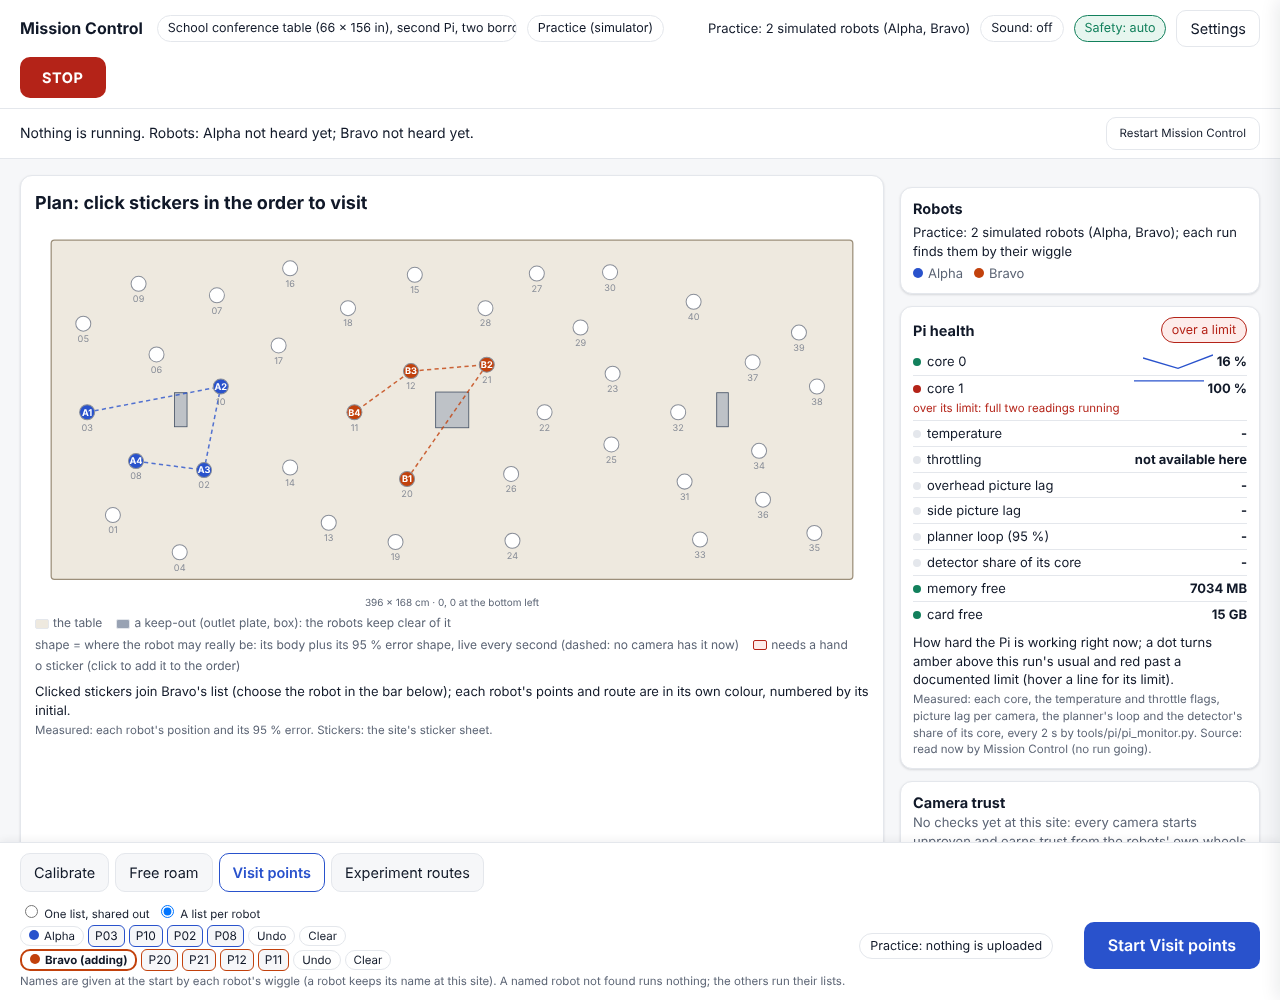 Mission Control
School conference table (66 × 156 in), second Pi, two borro
Practice (simulator)
Practice: 2 simulated robots (Alpha, Bravo)
Sound: off
Safety: auto
Settings
STOP
Nothing is running. Robots: Alpha not heard yet; Bravo not heard yet.
Restart Mission Control
Plan: click stickers in the order to visit
16
15
27
30
09
07
18
28
40
05
29
39
17
06
37
B3
B2
12
21
23
A2
10
38
A1
03
B4
11
22
32
25
34
A4
08
A3
02
14
B1
20
26
31
36
01
13
35
04
19
24
33
396 × 168 cm · 0, 0 at the bottom left
the table
a keep-out (outlet plate, box): the robots keep clear of it
shape = where the robot may really be: its body plus its 95 % error shape, live every second (dashed: no camera has it now)
needs a hand
o sticker (click to add it to the order)
Clicked stickers join Bravo's list (choose the robot in the bar below); each robot's points and route are in its own colour, numbered by its
initial.
Measured: each robot's position and its 95 % error. Stickers: the site's sticker sheet.
Robots
Practice: 2 simulated robots (Alpha, Bravo); each run
finds them by their wiggle
Alpha
Bravo
Pi health
over a limit
core 0
16 %
core 1
100 %
over its limit: full two readings running
temperature
-
throttling
not available here
overhead picture lag
-
side picture lag
-
planner loop (95 %)
-
detector share of its core
-
memory free
7034 MB
card free
15 GB
How hard the Pi is working right now; a dot turns
amber above this run's usual and red past a
documented limit (hover a line for its limit).
Measured: each core, the temperature and throttle flags,
picture lag per camera, the planner's loop and the detector's
share of its core, every 2 s by tools/pi/pi_monitor.py. Source:
read now by Mission Control (no run going).
Camera trust
No checks yet at this site: every camera starts
unproven and earns trust from the robots' own wheels
Calibrate
Free roam
Visit points
Experiment routes
One list, shared out
A list per robot
Alpha
P03
P10
P02
P08
Undo
Clear
Bravo (adding)
P20
P21
P12
P11
Undo
Clear
Names are given at the start by each robot's wiggle (a robot keeps its name at this site). A named robot not found runs nothing; the others run their lists.
Practice: nothing is uploaded
Start Visit points